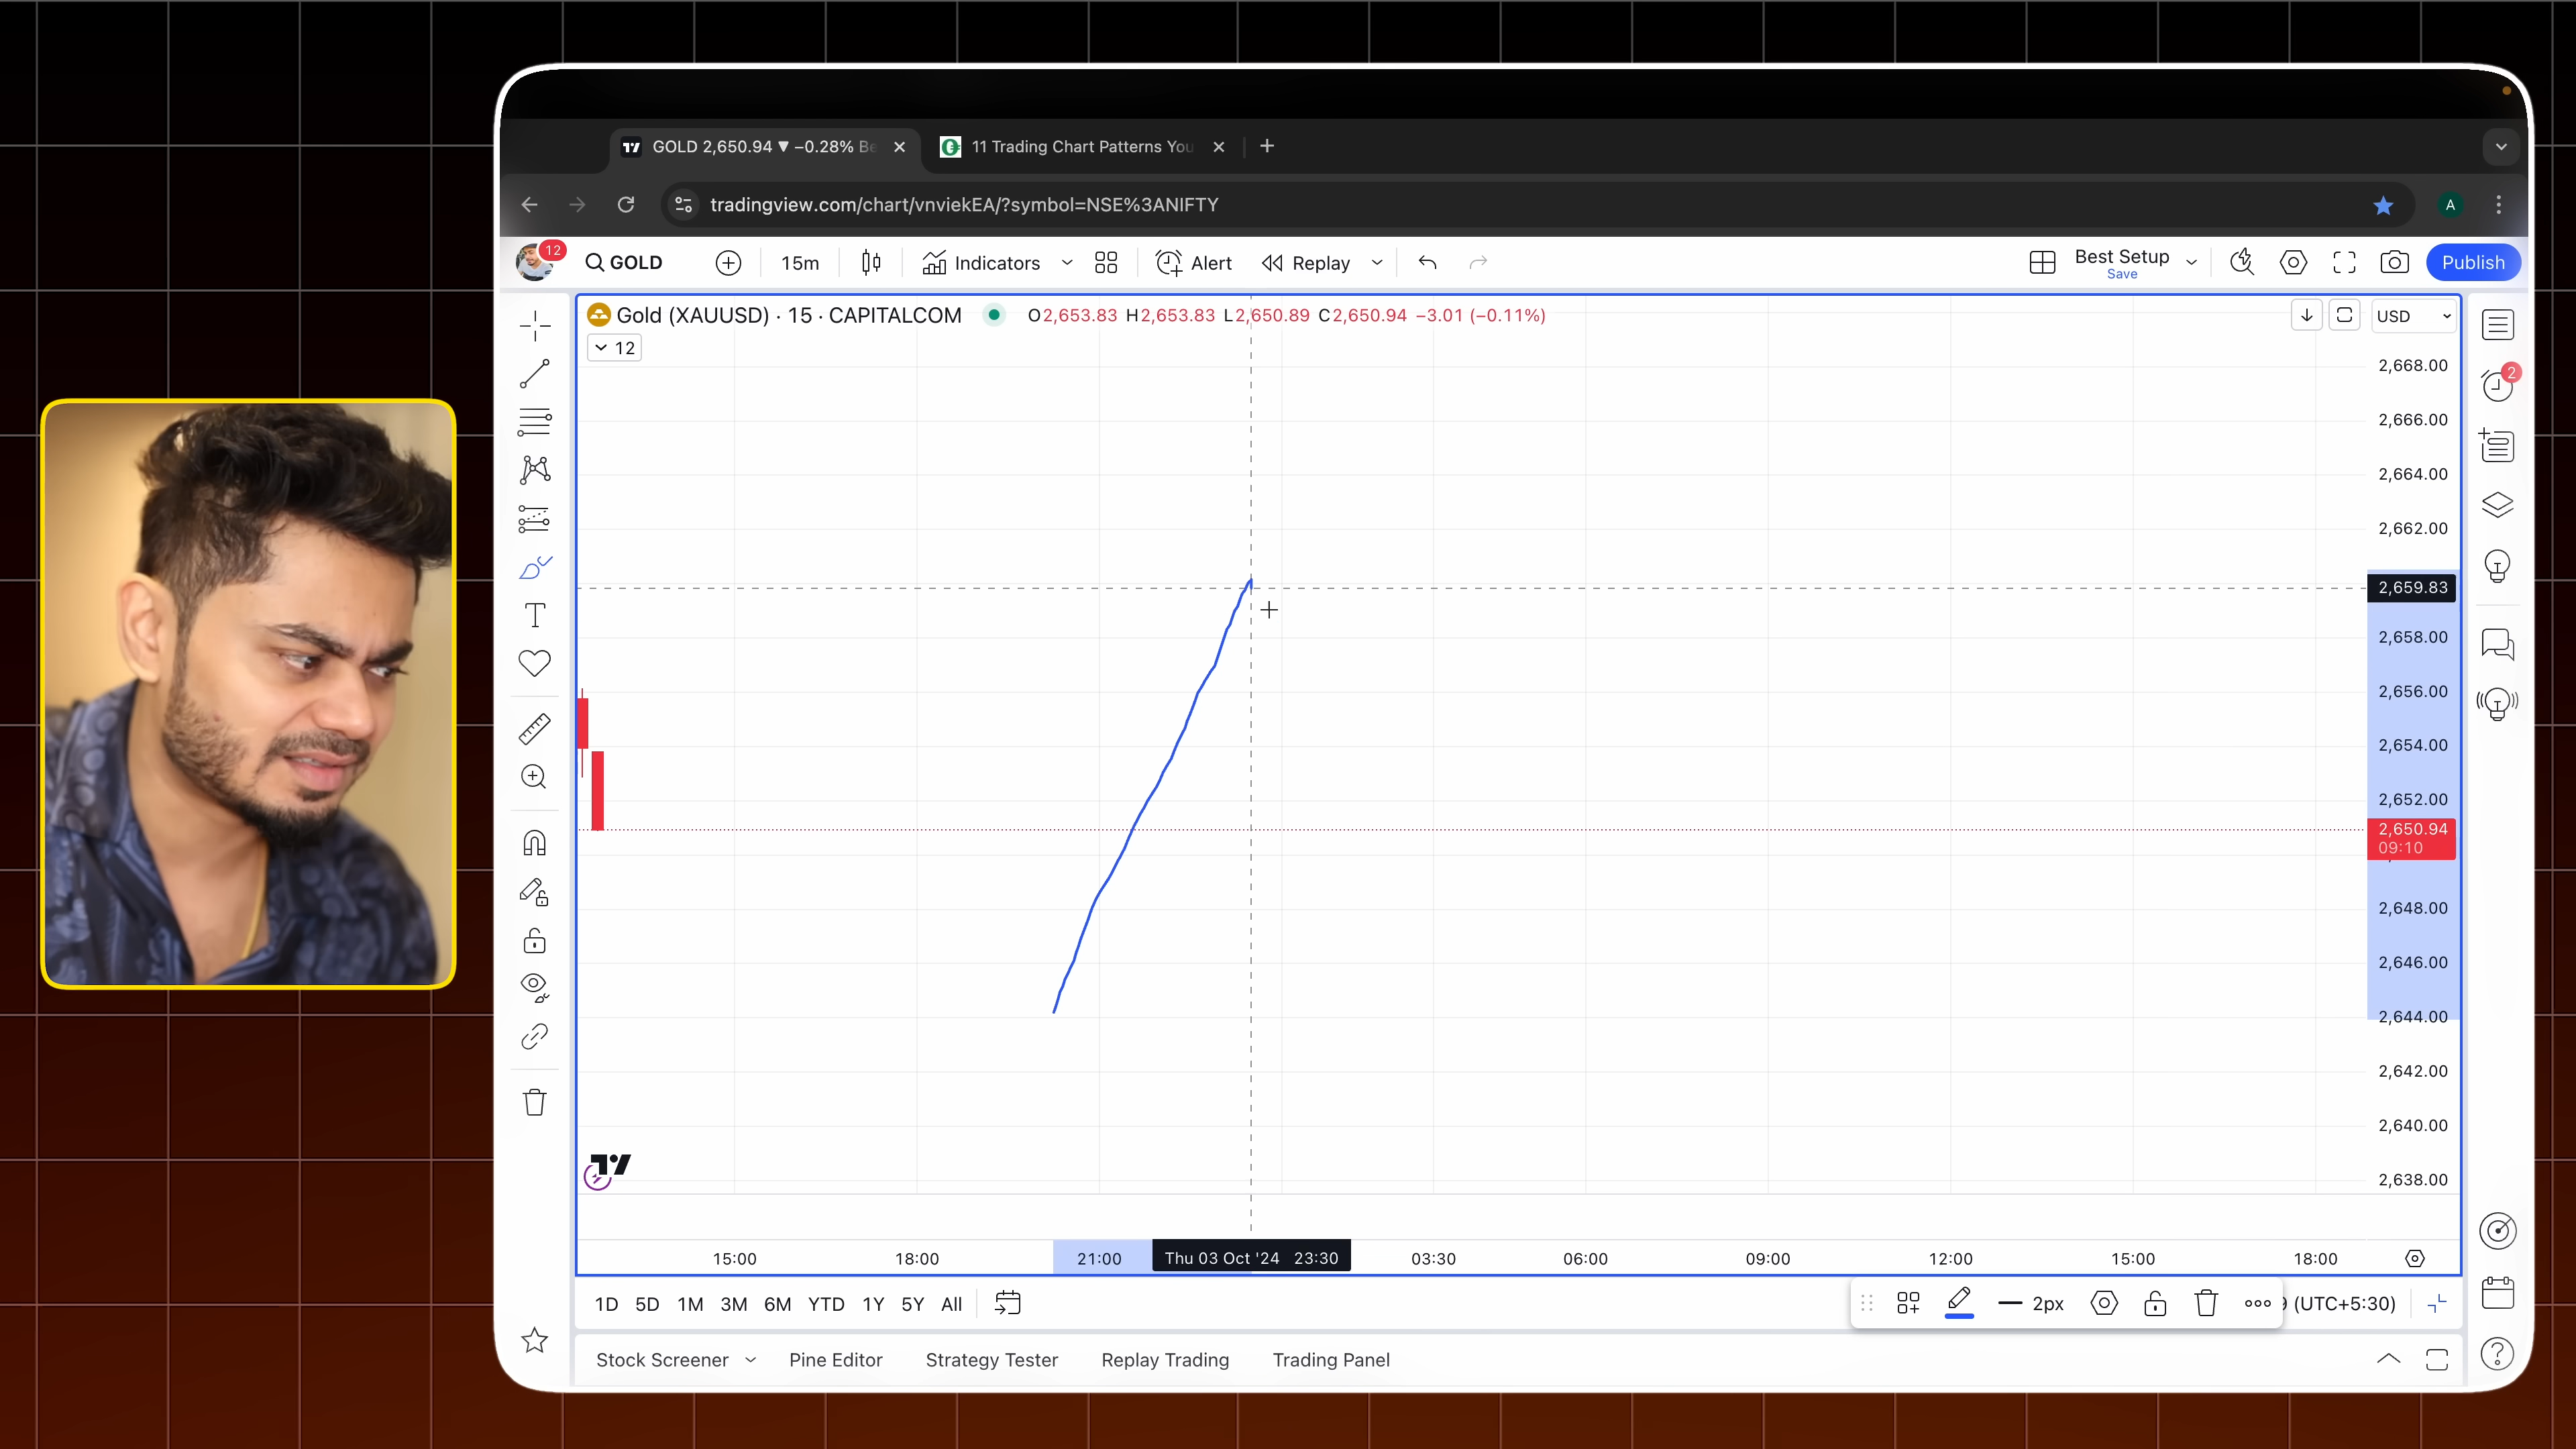 GOLD 2,650.94 ▼ −0.28% Be
11 Trading Chart Patterns You
tradingview.com/chart/vnviekEA/?symbol=NSE%3ANIFTY
A
12
GOLD
15m
Indicators
Alert
Replay
Best Setup
Save
Publish
Gold (XAUUSD) · 15 · CAPITALCOM
O2,653.83 H2,653.83 L2,650.89 C2,650.94 −3.01 (−0.11%)
USD
12
2
2,668.00
2,666.00
2,664.00
2,662.00
2,659.83
2,658.00
2,656.00
2,654.00
2,652.00
2,650.94
09:10
2,648.00
2,646.00
2,644.00
2,642.00
2,640.00
2,638.00
15:00
18:00
21:00
Thu 03 Oct '24 23:30
03:30
06:00
09:00
12:00
15:00
18:00
1D 5D 1M 3M 6M YTD 1Y 5Y All
2px
(UTC+5:30)
Stock Screener
Pine Editor
Strategy Tester
Replay Trading
Trading Panel